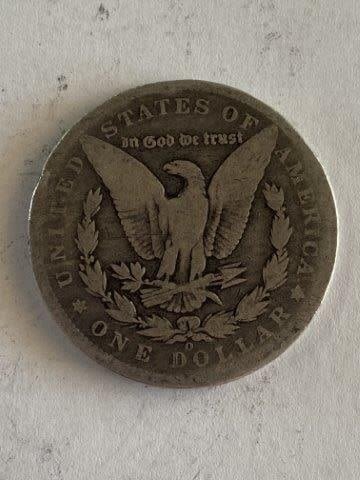 UNITED STATES OF AMERICA
In God we trust
O
ONE DOLLAR